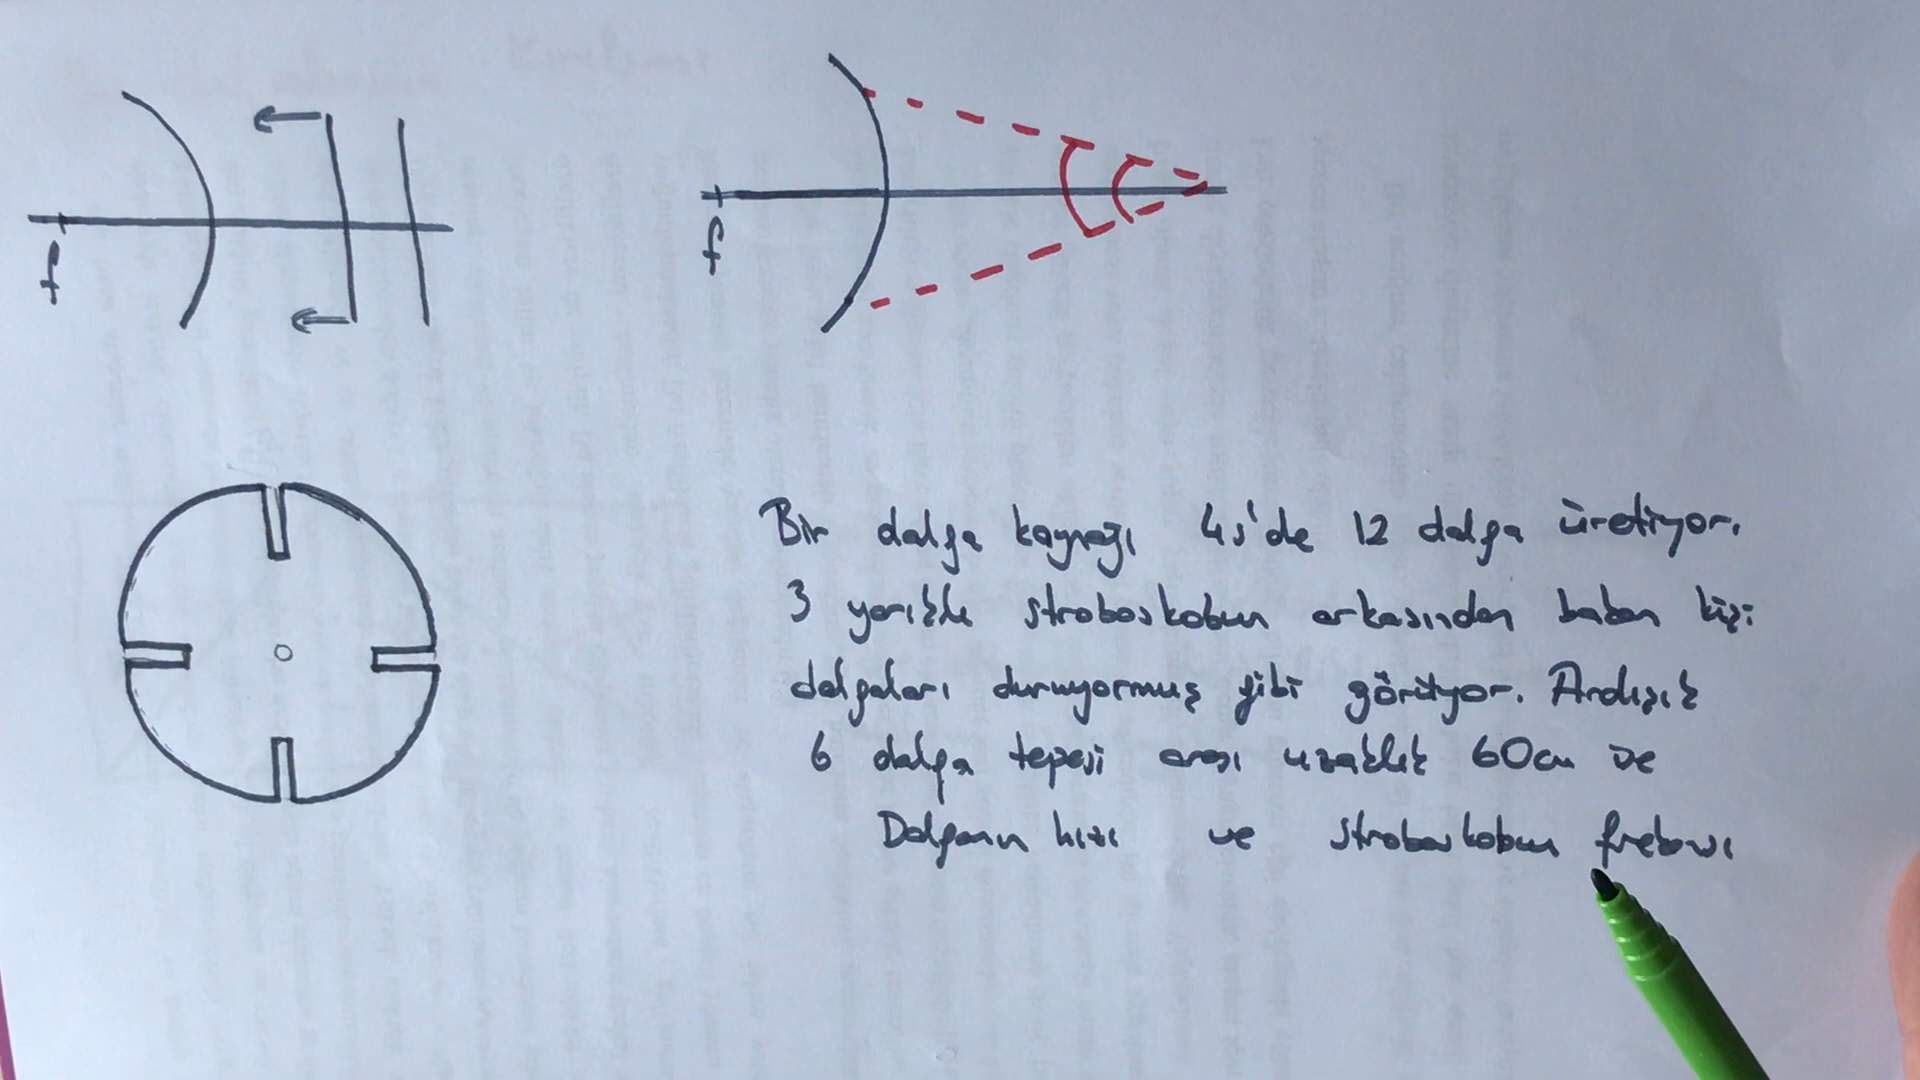 f
f
Bir dalga kaynağı 4s'de 12 dalga üretiyor.
3 yarıklı stroboskobun arkasından bakan kişi
dalgaları duruyormuş gibi görüyor. Ardışık
6 dalga tepesi arası uzaklık 60cm ve
Dalganın hızı ve stroboskobun frekansı